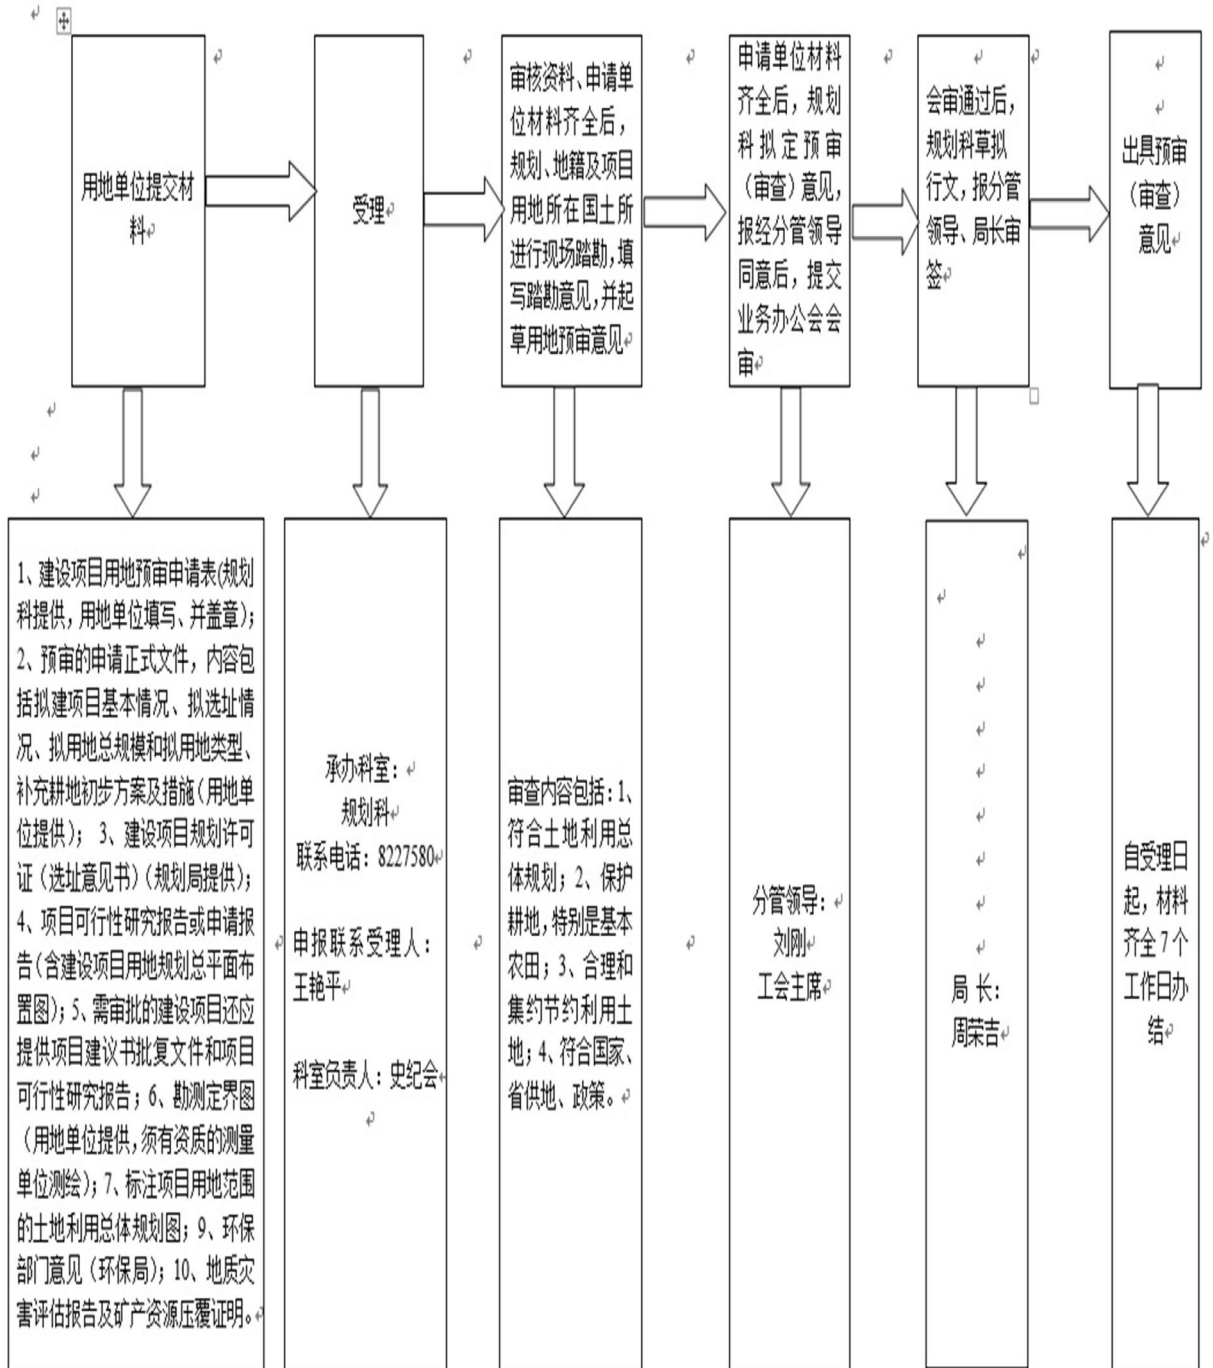 用地单位提交材
料
受理
审核资料、申请单
位材料齐全后，
规划、地籍及项目
用地所在国土所
进行现场踏勘，填
写踏勘意见，并起
草用地预审意见
申请单位材料
齐全后，规划
科拟定预审
（审查）意见，
报经分管领导
同意后，提交
业务办公会会
审
会审通过后，
规划科草拟
行文，报分管
领导、局长审
签
出具预审
（审查）
意见
1、建设项目用地预审申请表(规划
科提供，用地单位填写、并盖章)；
2、预审的申请正式文件，内容包
括拟建项目基本情况、拟选址情
况、拟用地总规模和拟用地类型、
补充耕地初步方案及措施（用地单
位提供）； 3、建设项目规划许可
证（选址意见书）（规划局提供）；
4、项目可行性研究报告或申请报
告（含建设项目用地规划总平面布
置图）；5、需审批的建设项目还应
提供项目建议书批复文件和项目
可行性研究报告；6、勘测定界图
（用地单位提供，须有资质的测量
单位测绘）；7、标注项目用地范围
的土地利用总体规划图；9、环保
部门意见（环保局）；10、地质灾
害评估报告及矿产资源压覆证明。
承办科室：
规划科
联系电话：8227580
申报联系受理人：
王艳平
科室负责人：史纪会
审查内容包括：1、
符合土地利用总
体规划；2、保护
耕地，特别是基本
农田；3、合理和
集约节约利用土
地；4、符合国家、
省供地、政策。
分管领导：
刘刚
工会主席
局 长：
周荣吉
自受理日
起，材料
齐全 7 个
工作日办
结